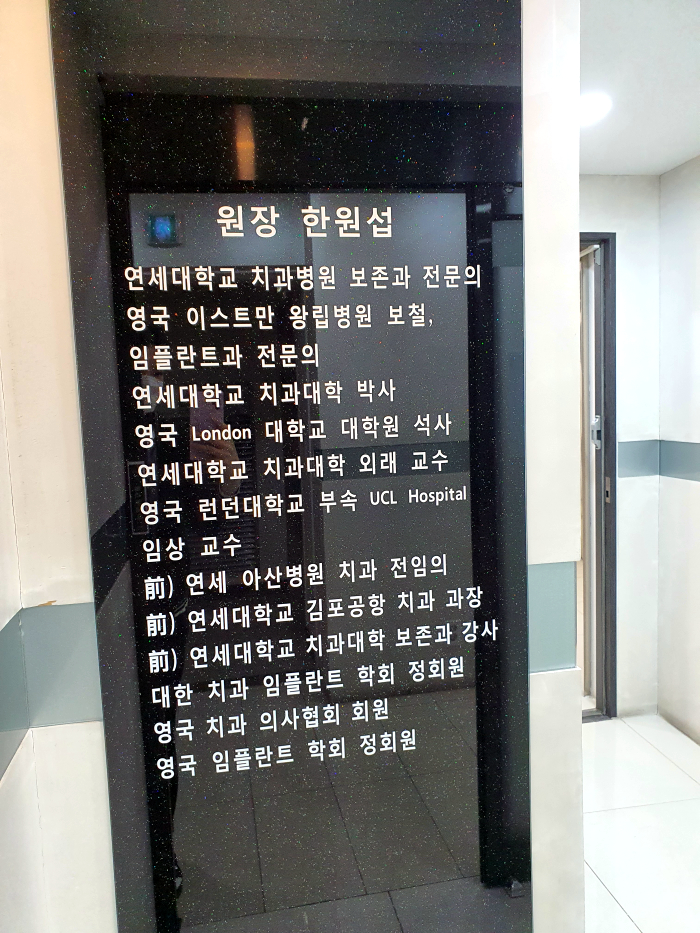 원장 한원섭
연세대학교 치과병원 보존과 전문의
영국 이스트만 왕립병원 보철,
임플란트과 전문의
연세대학교 치과대학 박사
영국 London 대학교 대학원 석사
연세대학교 치과대학 외래 교수
영국 런던대학교 부속 UCL Hospital
임상 교수
前) 연세 아산병원 치과 전임의
前) 연세대학교 김포공항 치과 과장
前) 연세대학교 치과대학 보존과 강사
대한 치과 임플란트 학회 정회원
영국 치과 의사협회 회원
영국 임플란트 학회 정회원